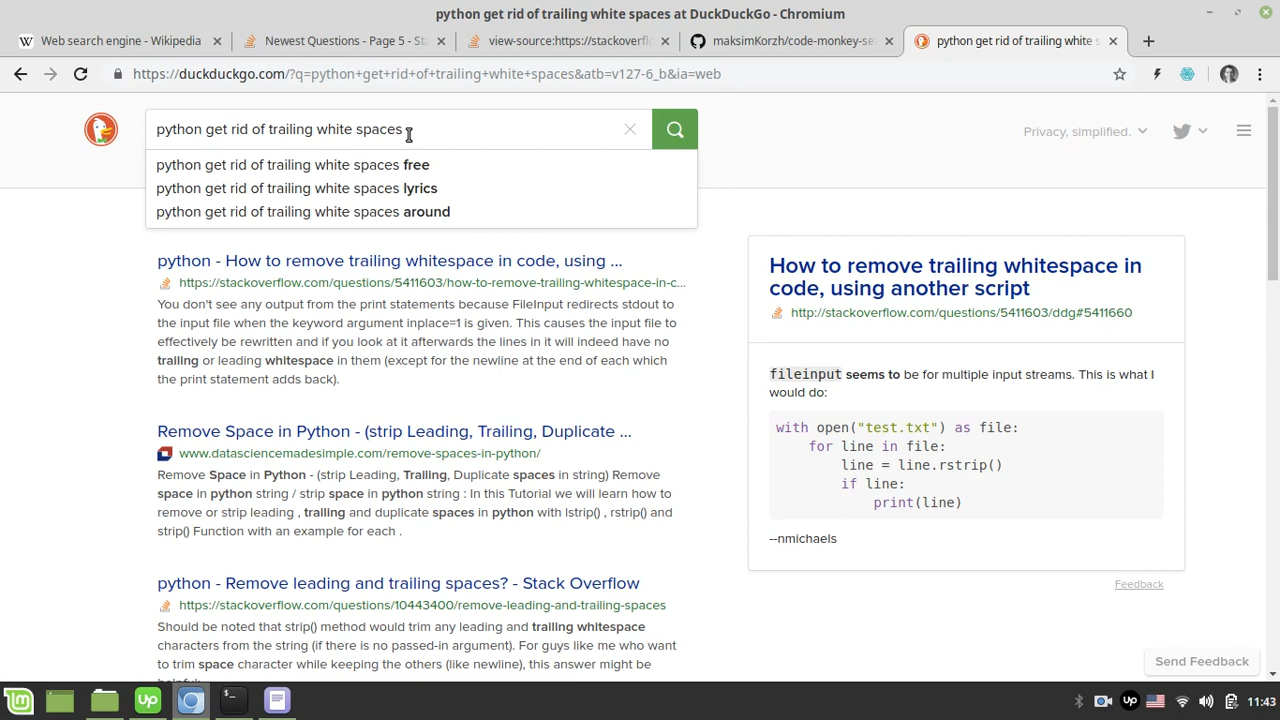 python get rid of trailing white spaces at DuckDuckGo - Chromium
Web search engine - Wikipedia
Newest Questions - Page 5 - St
view-source:https://stackoverfl
maksimKorzh/code-monkey-se
python get rid of trailing white s
https://duckduckgo.com/?q=python+get+rid+of+trailing+white+spaces&atb=v127-6_b&ia=web
python get rid of trailing white spaces
Privacy, simplified.
python get rid of trailing white spaces free
python get rid of trailing white spaces lyrics
python get rid of trailing white spaces around
python - How to remove trailing whitespace in code, using ...
https://stackoverflow.com/questions/5411603/how-to-remove-trailing-whitespace-in-c...
You don't see any output from the print statements because FileInput redirects stdout to
the input file when the keyword argument inplace=1 is given. This causes the input file to
effectively be rewritten and if you look at it afterwards the lines in it will indeed have no
trailing or leading whitespace in them (except for the newline at the end of each which
the print statement adds back).
Remove Space in Python - (strip Leading, Trailing, Duplicate ...
www.datasciencemadesimple.com/remove-spaces-in-python/
Remove Space in Python - (strip Leading, Trailing, Duplicate spaces in string) Remove
space in python string / strip space in python string : In this Tutorial we will learn how to
remove or strip leading , trailing and duplicate spaces in python with lstrip() , rstrip() and
strip() Function with an example for each .
python - Remove leading and trailing spaces? - Stack Overflow
https://stackoverflow.com/questions/10443400/remove-leading-and-trailing-spaces
Should be noted that strip() method would trim any leading and trailing whitespace
characters from the string (if there is no passed-in argument). For guys like me who want
to trim space character while keeping the others (like newline), this answer might be
helpful:
How to remove trailing whitespace in
code, using another script
http://stackoverflow.com/questions/5411603/ddg#5411660
fileinput seems to be for multiple input streams. This is what I
would do:
with open("test.txt") as file:
for line in file:
line = line.rstrip()
if line:
print(line)
--nmichaels
Feedback
Send Feedback
Up
Up
11:43